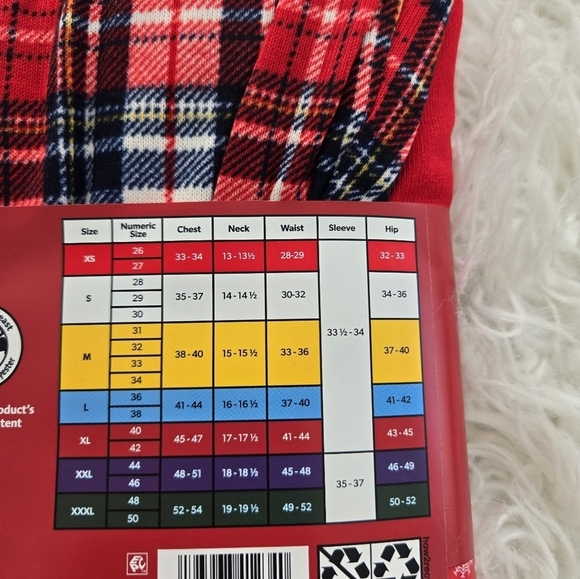 Size Numeric Size Chest Neck Waist Sleeve Hip
XS 26 27 33-34 13-13½ 28-29 32-33
S 28 29 30 35-37 14-14 ½ 30-32 34-36
33 ½-34
M 31 32 33 34 38-40 15-15 ½ 33-36 37-40
L 36 38 41-44 16-16 ½ 37-40 41-42
XL 40 42 45-47 17-17 ½ 41-44 43-45
XXL 44 46 48-51 18-18 ½ 45-48 46-49
35-37
XXXL 48 50 52-54 19-19 ½ 49-52 50-52
oduct's
tent
east
yester
how2rec